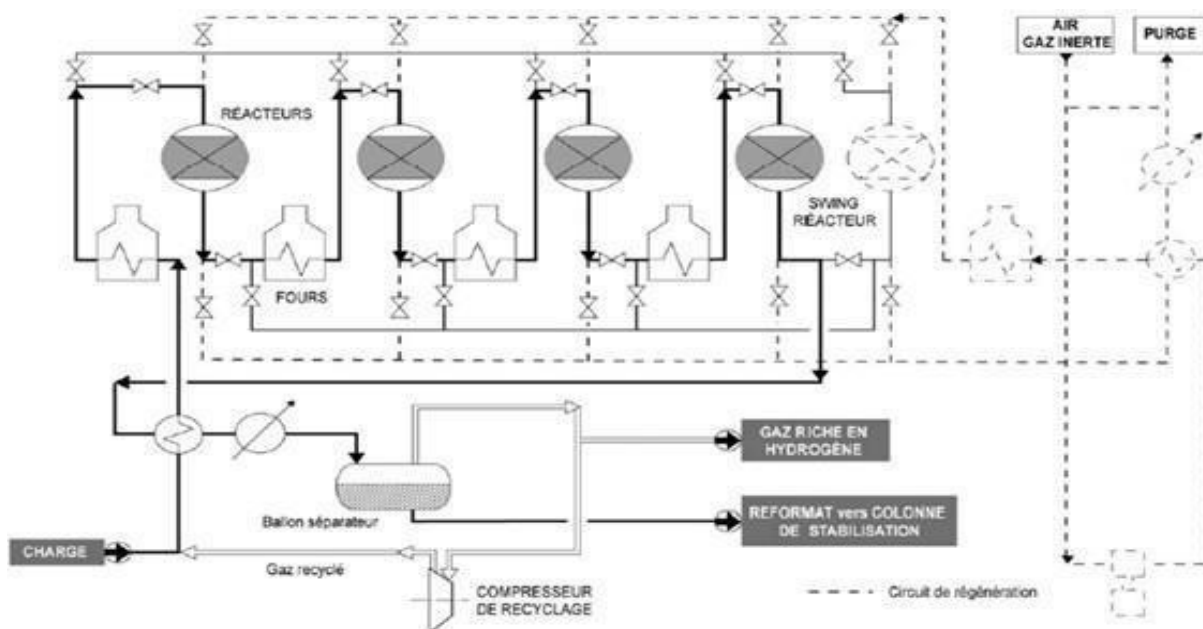 AIR
GAZ INERTE
PURGE
RÉACTEURS
SWING
RÉACTEUR
FOURS
GAZ RICHE EN
HYDROGÈNE
Ballon séparateur
REFORMAT vers COLONNE
DE STABILISATION
CHARGE
Gaz recyclé
COMPRESSEUR
DE RECYCLAGE
Circuit de régénération